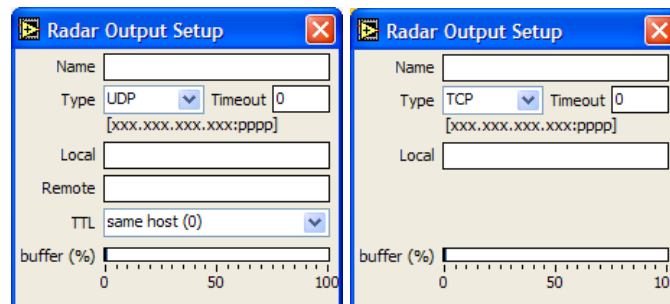 Radar Output Setup
Name
Type UDP Timeout 0
[xxx.xxx.xxx.xxx:pppp]
Local
Remote
TTL same host (0)
buffer (%)
0 50 100
Radar Output Setup
Name
Type TCP Timeout 0
[xxx.xxx.xxx.xxx:pppp]
Local
buffer (%)
0 50 10